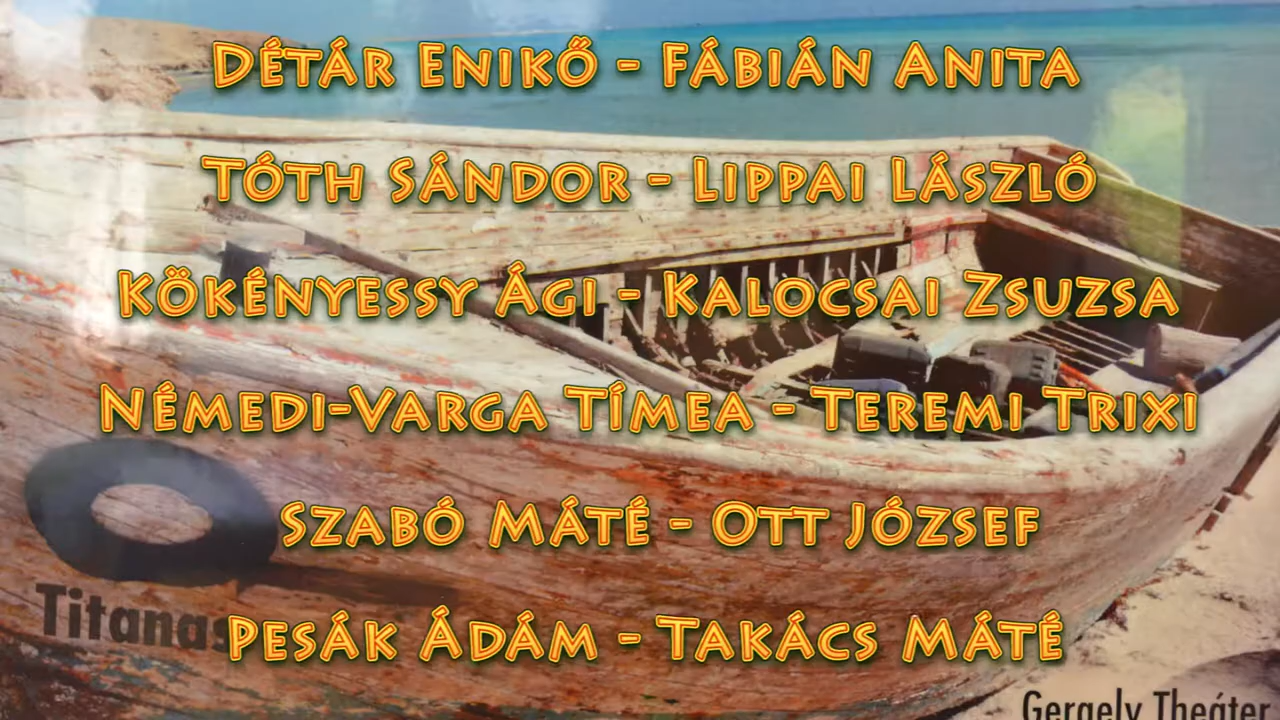 Détár Enikő - Fábián Anita
Tóth Sándor - Lippai László
Kökényessy Ági - Kalocsai Zsuzsa
Némedi-Varga Tímea - Teremi Trixi
Szabó Máté - Ott József
Titanas
Pesák Ádám - Takács Máté
Gergely Theáter